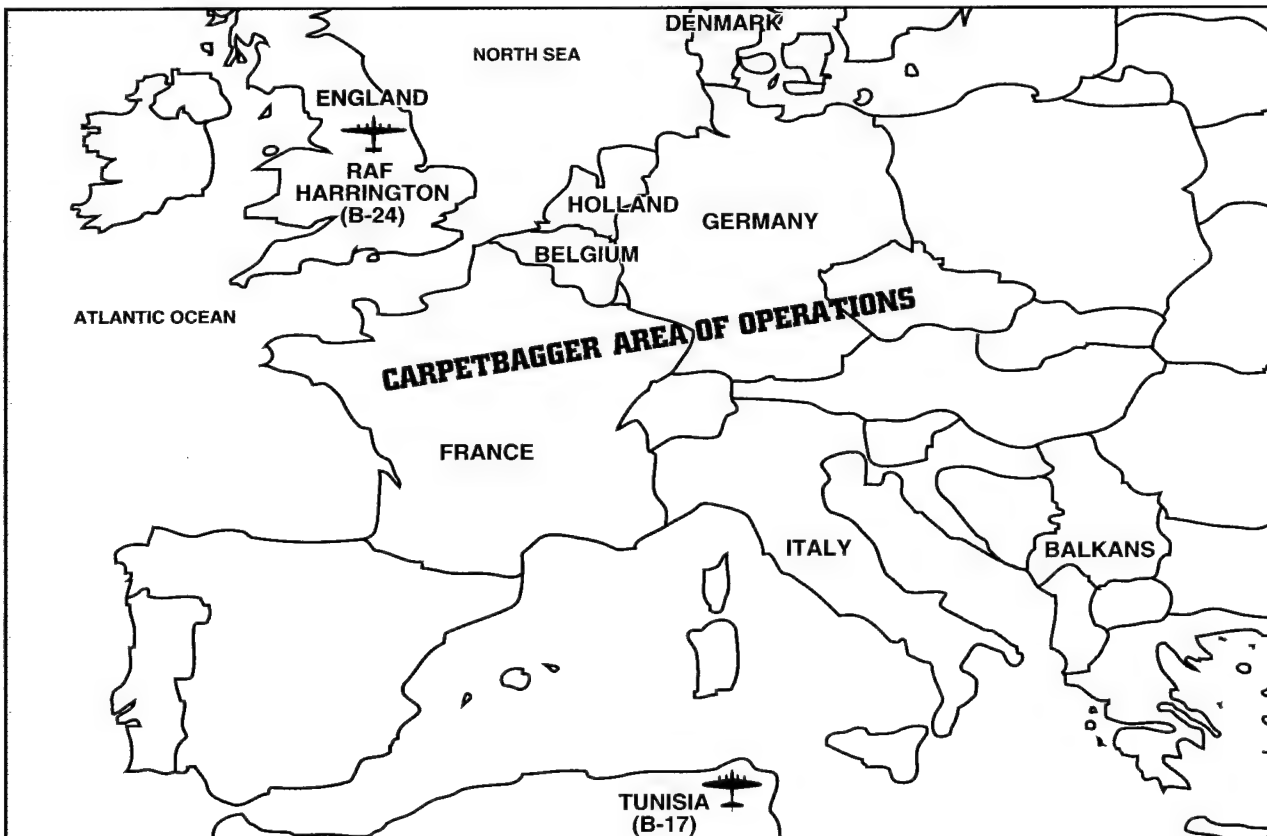 DENMARK
NORTH SEA
ENGLAND
RAF
HARRINGTON
(B-24)
HOLLAND
GERMANY
BELGIUM
ATLANTIC OCEAN
CARPETBAGGER AREA OF OPERATIONS
FRANCE
ITALY
BALKANS
TUNISIA
(B-17)